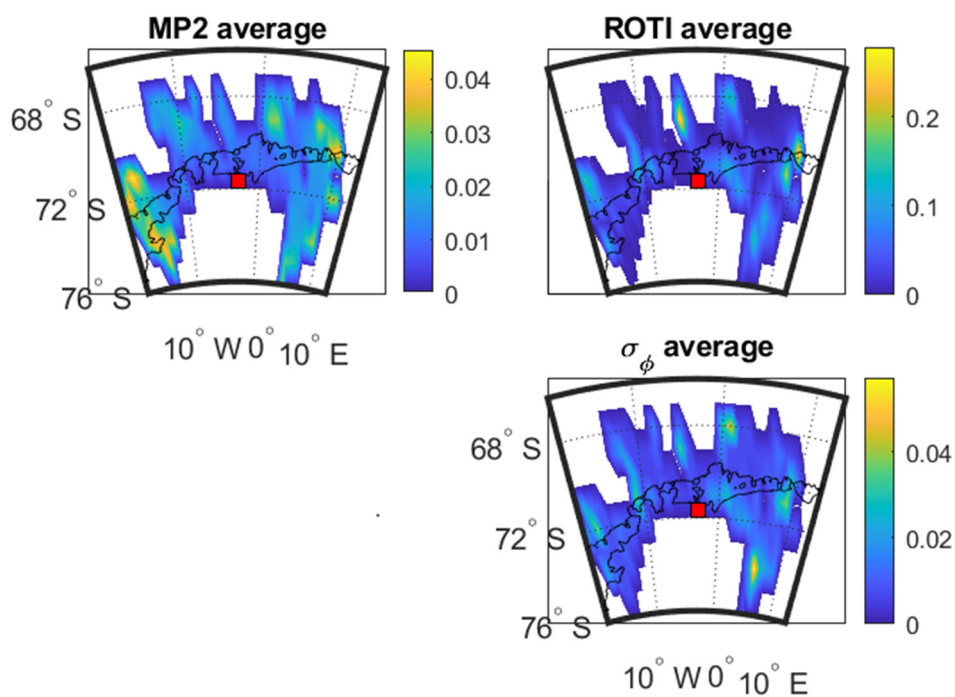 MP2 average
68° S
72° S
76° S
10° W 0° 10° E
0.04
0.03
0.02
0.01
0
ROTI average
0.2
0.1
0
σ_ϕ average
68° S
72° S
76° S
10° W 0° 10° E
0.04
0.02
0